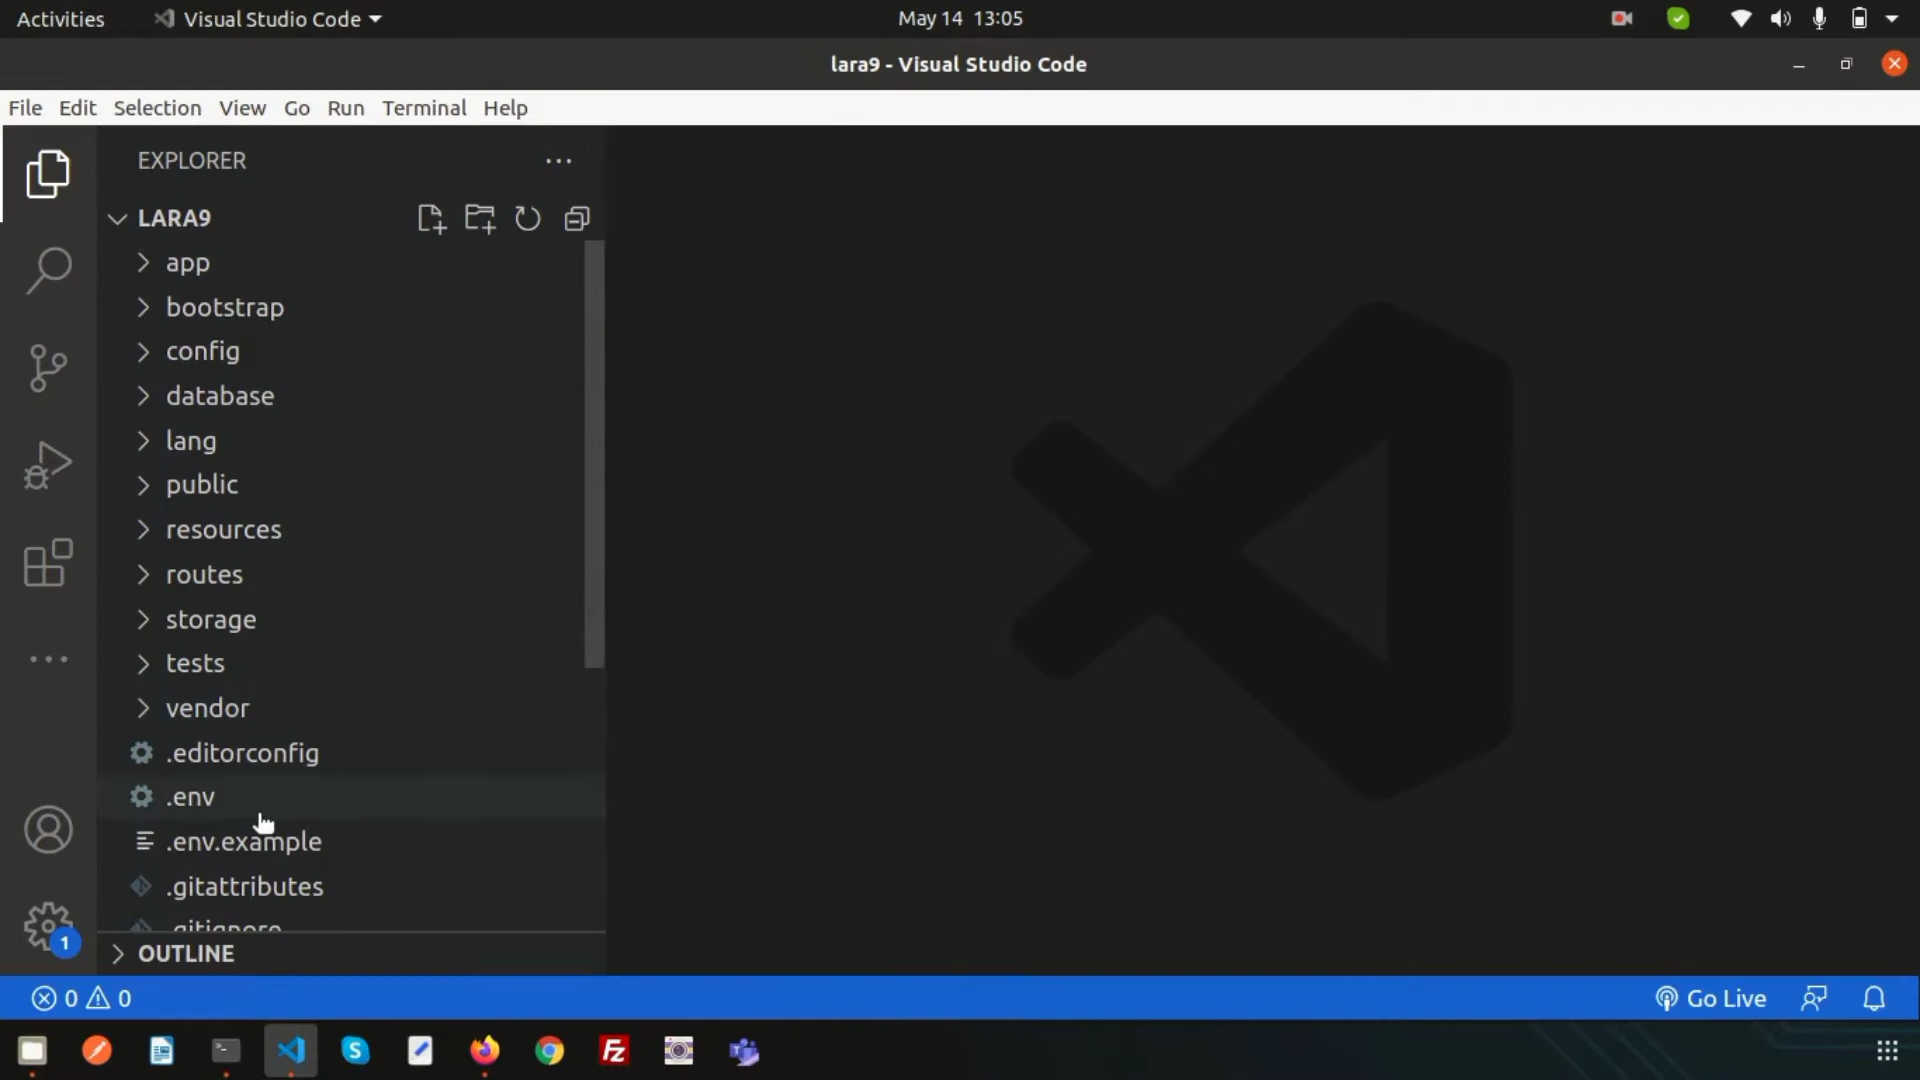 Activities Visual Studio Code May 14 13:05
lara9 - Visual Studio Code
File Edit Selection View Go Run Terminal Help
EXPLORER
LARA9
app
bootstrap
config
database
lang
public
resources
routes
storage
tests
vendor
.editorconfig
.env
.env.example
.gitattributes
.gitignore
1
OUTLINE
0 0 Go Live